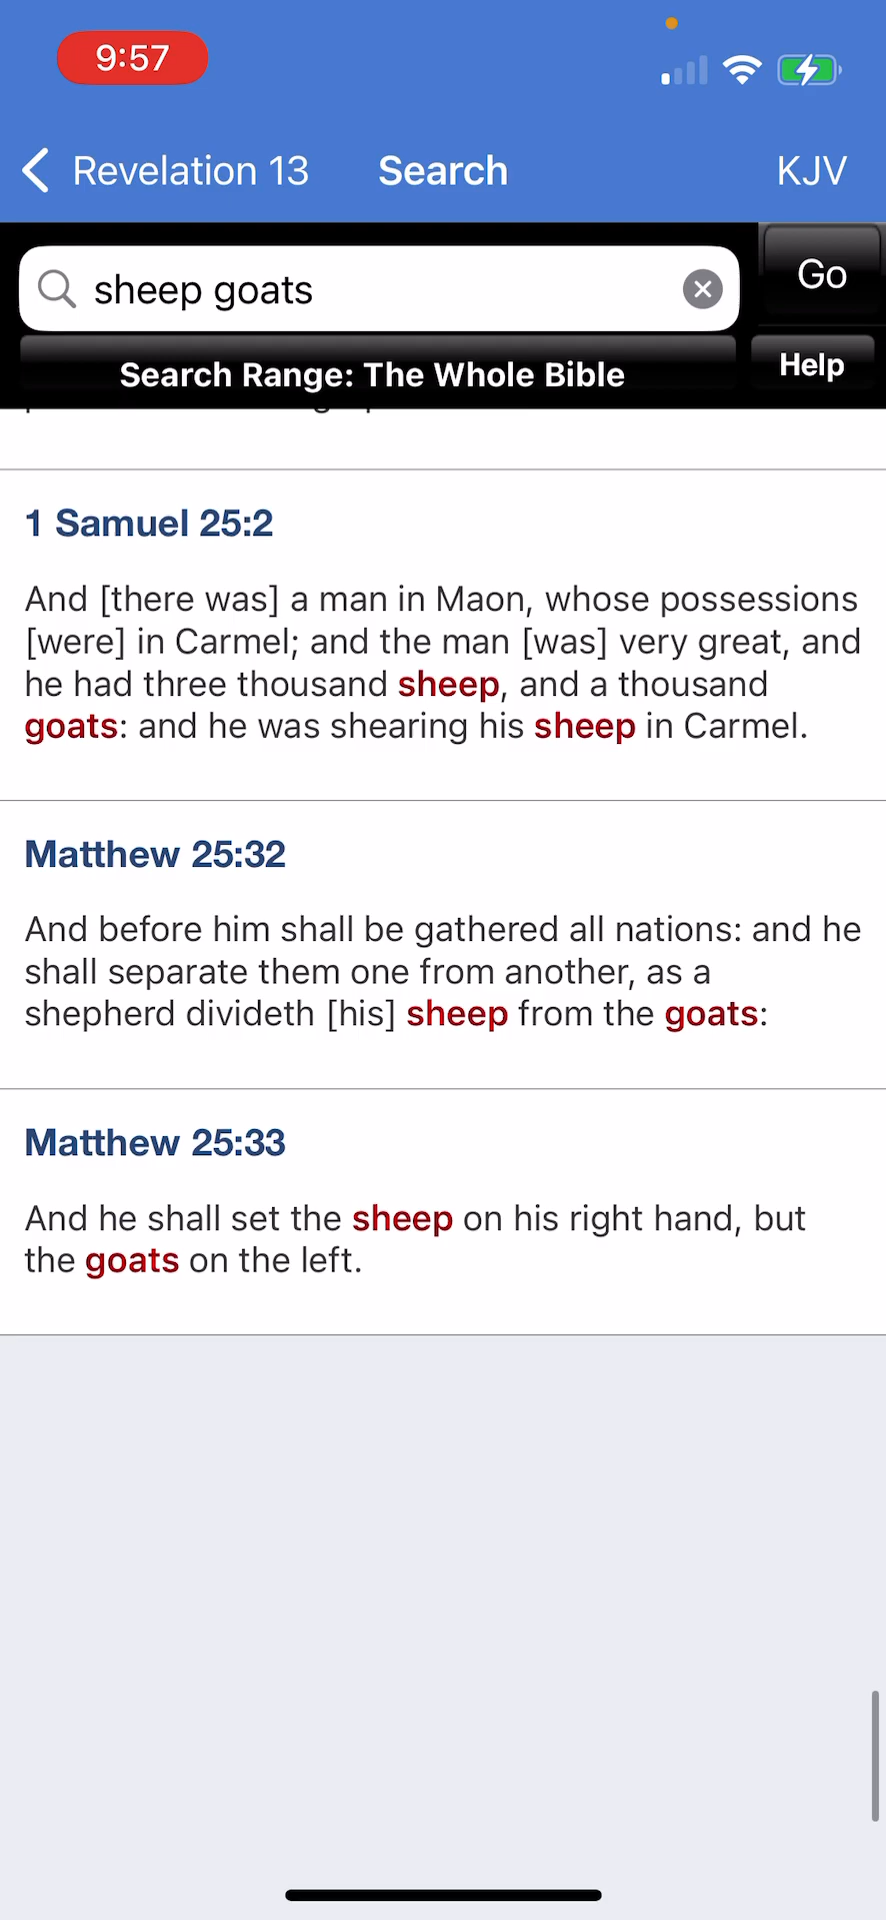 9:57
Revelation 13
Search
KJV
sheep goats
Go
Search Range: The Whole Bible
Help
1 Samuel 25:2
And [there was] a man in Maon, whose possessions
[were] in Carmel; and the man [was] very great, and
he had three thousand sheep, and a thousand
goats: and he was shearing his sheep in Carmel.
Matthew 25:32
And before him shall be gathered all nations: and he
shall separate them one from another, as a
shepherd divideth [his] sheep from the goats:
Matthew 25:33
And he shall set the sheep on his right hand, but
the goats on the left.